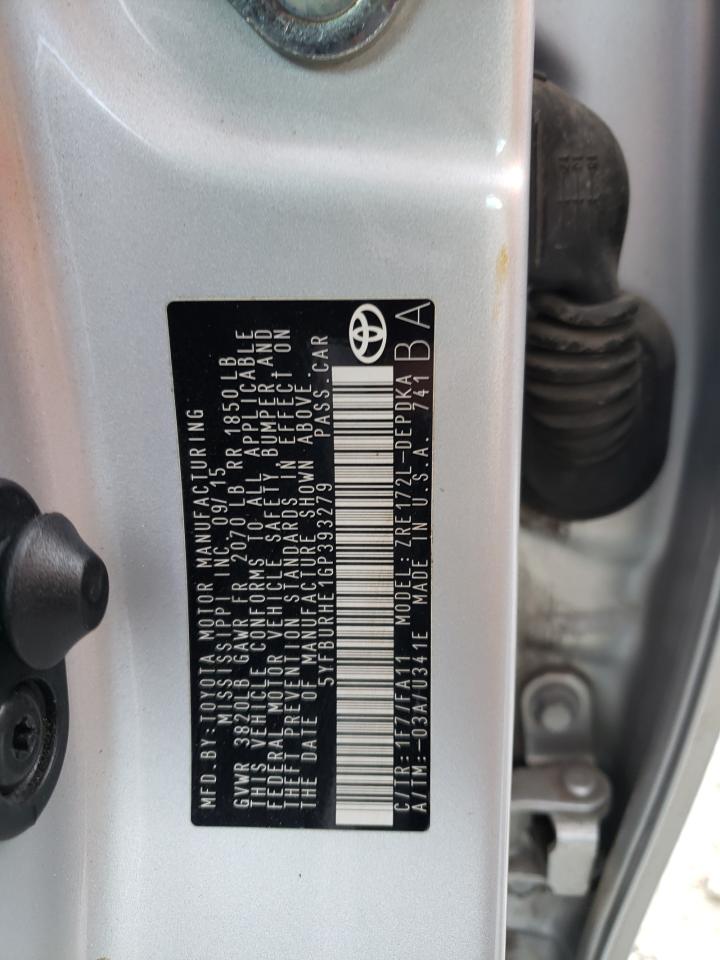 MFD. BY: TOYOTA MOTOR MANUFACTURING
MISSISSIPPI INC 09/15
GVWR 3820LB GAWR FR 2070 LB RR 1850LB
THIS VEHICLE CONFORMS TO ALL APPLICABLE
FEDERAL MOTOR VEHICLE SAFETY, BUMPER AND
THEFT PREVENTION STANDARDS IN EFFECT ON
THE DATE OF MANUFACTURE SHOWN ABOVE.
5YFBURHE1GP393279 PASS. CAR
C/TR: 1F7/FA11 MODEL: ZRE172L-DEPDKA
A/TM: -03A/U341E MADE IN U.S.A. 741 BA